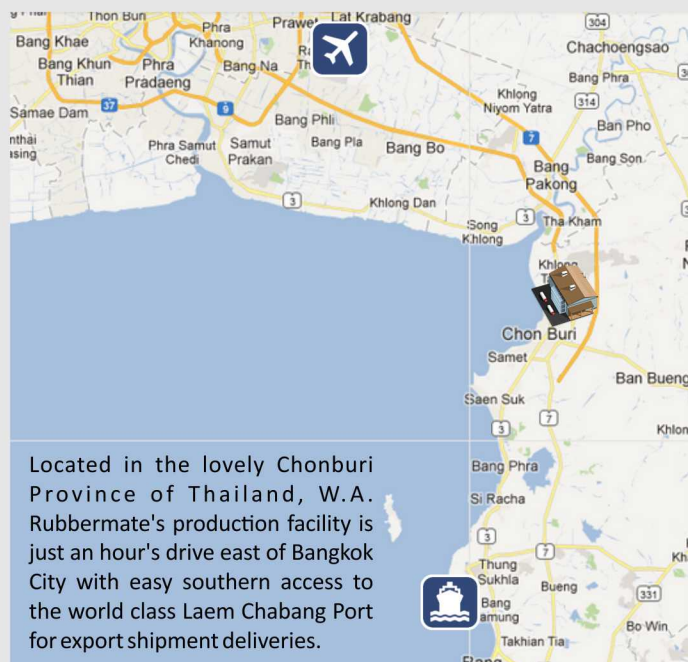 Thon Buri
Phra
Khanong
Prawet
Lat Krabang
304
Bang Khae
Chachoengsao
Bang Khun
Thian
Phra
Pradaeng
Bang Na
Bang Phra
Khlong
Niyom Yatra
314
37
9
Samae Dam
Bang Phli
Ban Pho
7
Phra Samut
Chedi
Samut
Prakan
Bang Pla
Bang Bo
Bang Son
Bang
Pakong
3
Khlong Dan
3
Tha Kham
Song
Khlong
Khlong
Chon Buri
Samet
Ban Bueng
Saen Suk
7
3
Bang Phra
Si Racha
3
7
Thung
Sukhla
Bueng
331
Bang
amung
Bo Win
Takhian Tia
Bang
Located in the lovely Chonburi
Province of Thailand, W.A.
Rubbermate's production facility is
just an hour's drive east of Bangkok
City with easy southern access to
the world class Laem Chabang Port
for export shipment deliveries.